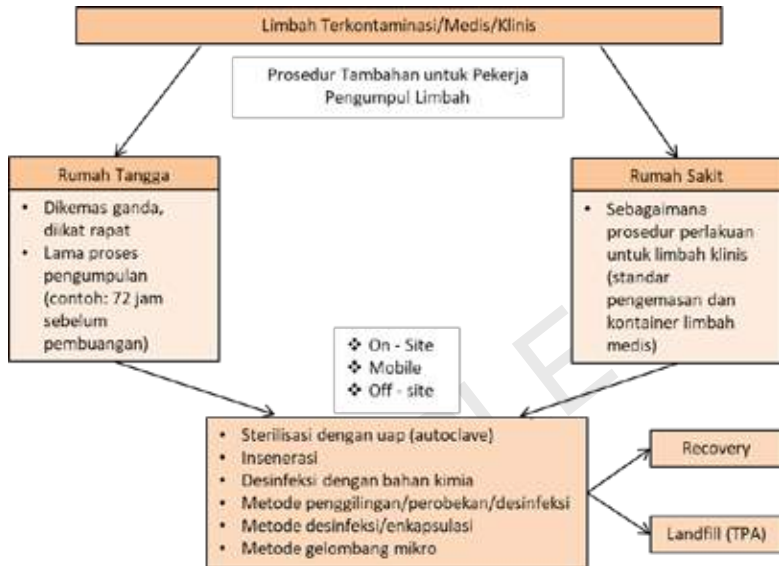 Limbah Terkontaminasi/Medis/Klinis
Prosedur Tambahan untuk Pekerja
Pengumpul Limbah
Rumah Tangga
• Dikemas ganda,
diikat rapat
• Lama proses
pengumpulan
(contoh: 72 jam
sebelum
pembuangan)
Rumah Sakit
• Sebagaimana
prosedur perlakuan
untuk limbah klinis
(standar
pengemasan dan
kontainer limbah
medis)
❖ On - Site
❖ Mobile
❖ Off - site
• Sterilisasi dengan uap (autoclave)
• Insenerasi
• Desinfeksi dengan bahan kimia
• Metode penggilingan/perobekan/desinfeksi
• Metode desinfeksi/enkapsulasi
• Metode gelombang mikro
Recovery
Landfill (TPA)